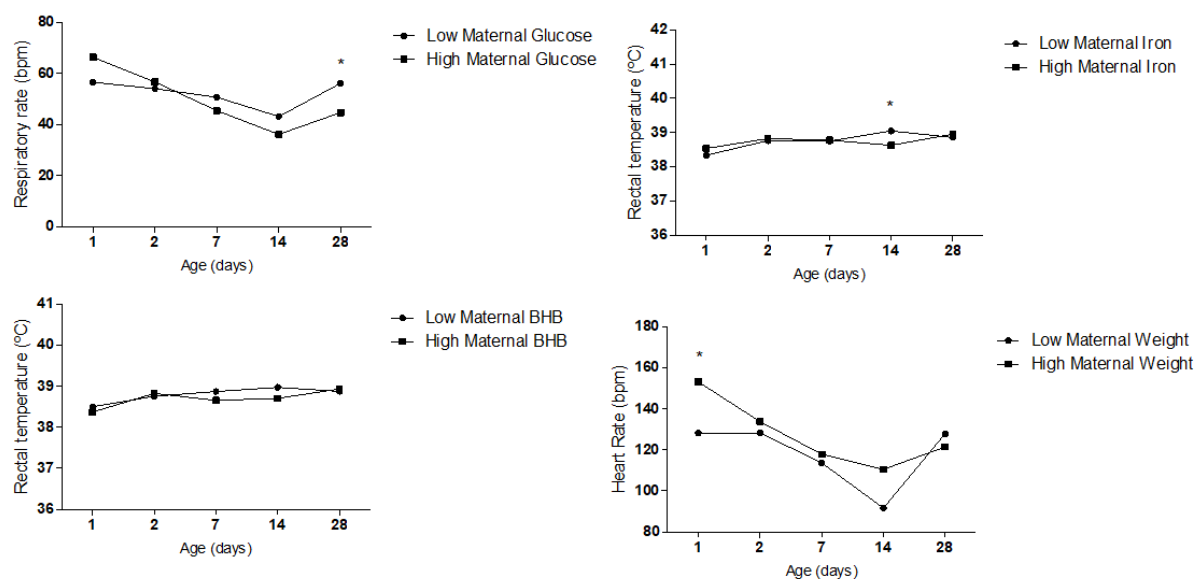 Respiratory rate (bpm)
80
60
40
20
0
*
1 2 7 14 28
Age (days)
Low Maternal Glucose
High Maternal Glucose
Rectal temperature (ºC)
42
41
40
39
38
37
36
*
1 2 7 14 28
Age (days)
Low Maternal Iron
High Maternal Iron
Rectal temperature (ºC)
41
40
39
38
37
36
1 2 7 14 28
Age (days)
Low Maternal BHB
High Maternal BHB
Heart Rate (bpm)
180
160
140
120
100
80
*
1 2 7 14 28
Age (days)
Low Maternal Weight
High Maternal Weight